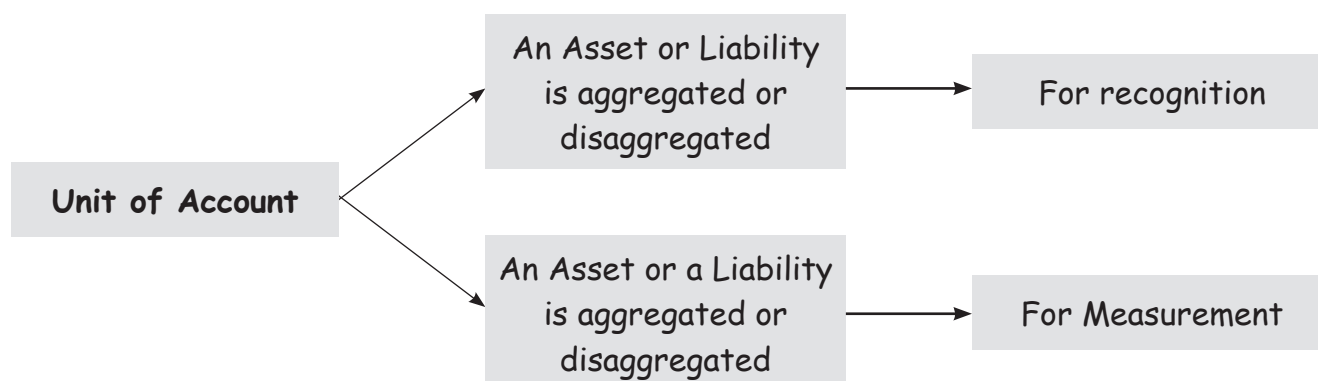 Unit of Account
An Asset or Liability
is aggregated or
disaggregated
For recognition
An Asset or a Liability
is aggregated or
disaggregated
For Measurement